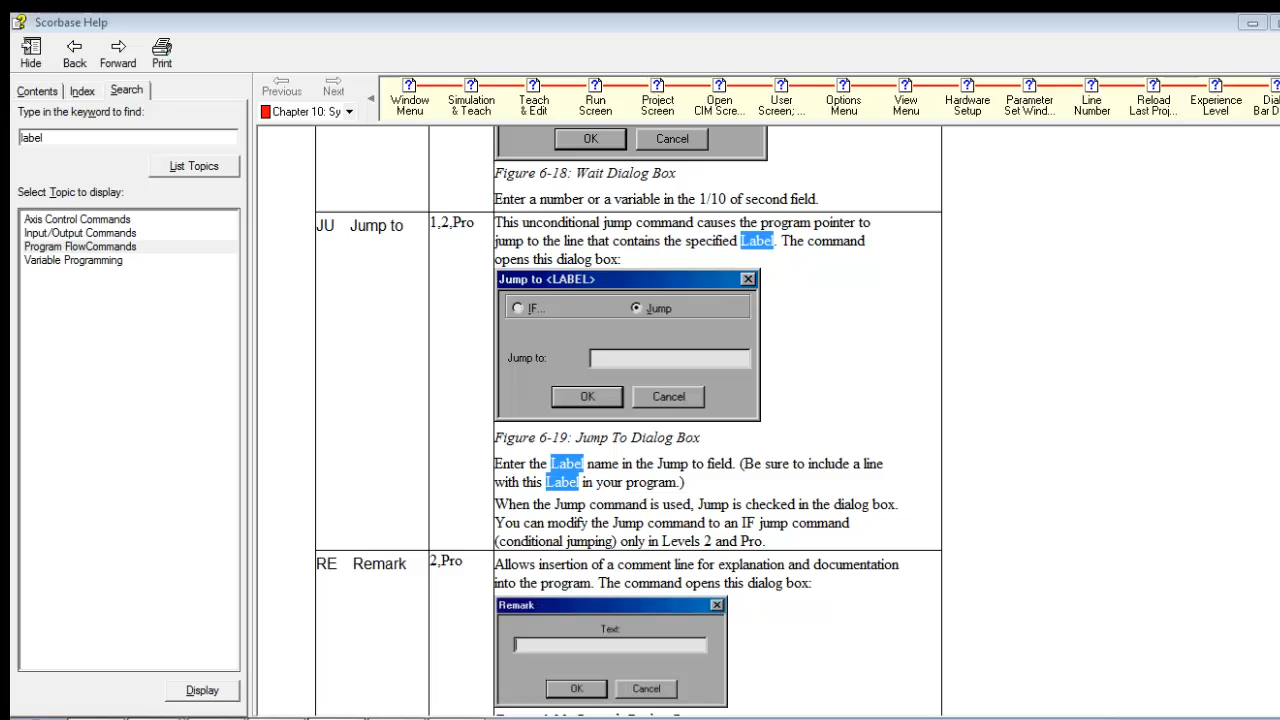 Scorbase Help
Hide
Back
Forward
Print
Contents
Index
Search
Type in the keyword to find:
label
List Topics
Select Topic to display:
Axis Control Commands
Input/Output Commands
Program FlowCommands
Variable Programming
Display
Previous
Next
Chapter 10: Sy
Window
Menu
Simulation
& Teach
Teach
& Edit
Run
Screen
Project
Screen
Open
CIM Scre...
User
Screen; ...
Options
Menu
View
Menu
Hardware
Setup
Parameter
Set Wind...
Line
Number
Reload
Last Proj...
Experience
Level
Bar D
OK Cancel
Figure 6-18: Wait Dialog Box
Enter a number or a variable in the 1/10 of second field.
JU Jump to
1,2,Pro
This unconditional jump command causes the program pointer to
jump to the line that contains the specified Label. The command
opens this dialog box:
Jump to <LABEL>
IF... Jump
Jump to:
OK Cancel
Figure 6-19: Jump To Dialog Box
Enter the Label name in the Jump to field. (Be sure to include a line
with this Label in your program.)
When the Jump command is used, Jump is checked in the dialog box.
You can modify the Jump command to an IF jump command
(conditional jumping) only in Levels 2 and Pro.
RE Remark
2,Pro
Allows insertion of a comment line for explanation and documentation
into the program. The command opens this dialog box:
Remark
Text:
OK Cancel